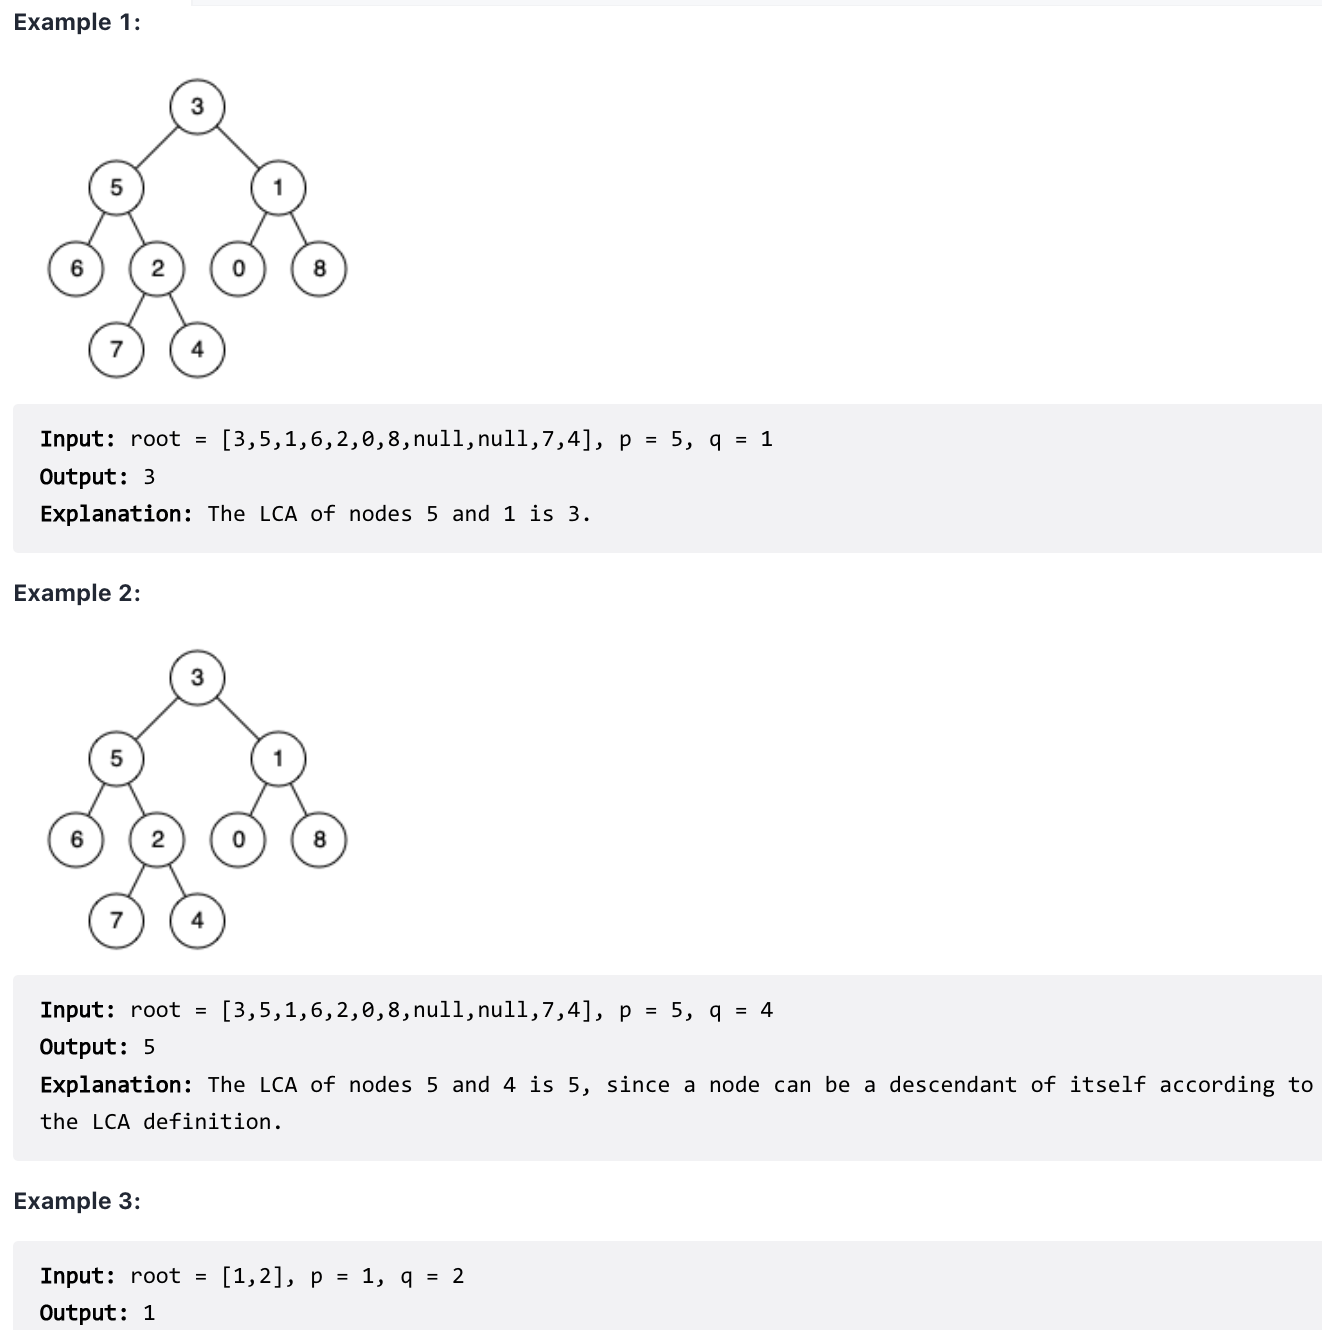 Example 1:
3
5 1
6 2 0 8
7 4
Input: root = [3,5,1,6,2,0,8,null,null,7,4], p = 5, q = 1
Output: 3
Explanation: The LCA of nodes 5 and 1 is 3.
Example 2:
3
5 1
6 2 0 8
7 4
Input: root = [3,5,1,6,2,0,8,null,null,7,4], p = 5, q = 4
Output: 5
Explanation: The LCA of nodes 5 and 4 is 5, since a node can be a descendant of itself according to
the LCA definition.
Example 3:
Input: root = [1,2], p = 1, q = 2
Output: 1